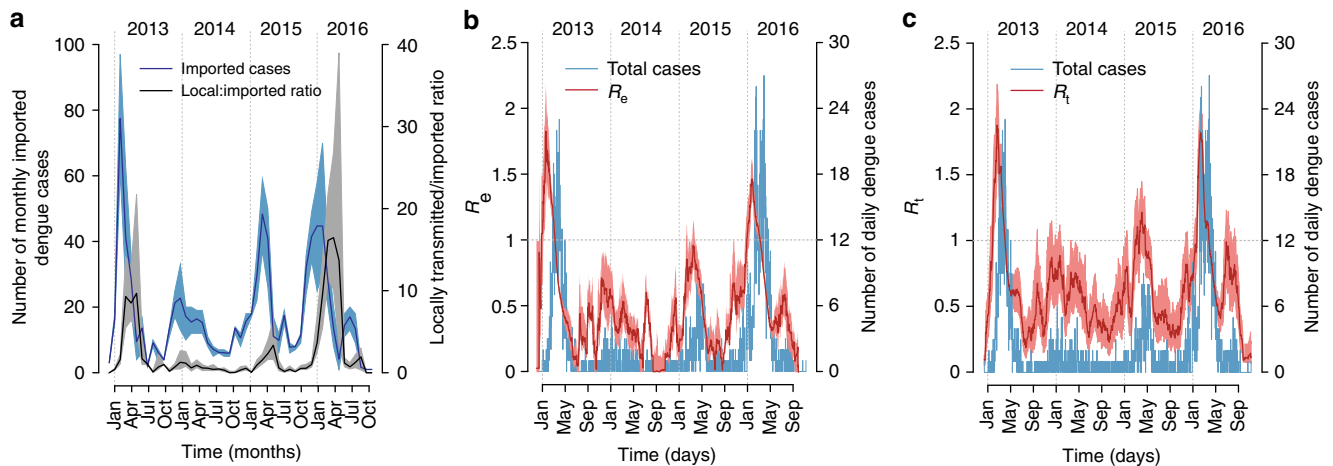 a
2013 2014 2015 2016
100
80
60
40
20
0
Number of monthly imported
dengue cases
Imported cases
Local:imported ratio
40
30
20
10
0
Locally transmitted/imported ratio
Jan
Apr
Jul
Oct
Jan
Apr
Jul
Oct
Jan
Apr
Jul
Oct
Jan
Apr
Jul
Oct
Time (months)
b
2013 2014 2015 2016
2.5
2
1.5
1
0.5
0
Re
Total cases
Re
30
24
18
12
6
0
Number of daily dengue cases
Jan
May
Sep
Jan
May
Sep
Jan
May
Sep
Jan
May
Sep
Time (days)
c
2013 2014 2015 2016
2.5
2
1.5
1
0.5
0
Rt
Total cases
Rt
30
26
22
18
12
6
0
Number of daily dengue cases
Jan
May
Sep
Jan
May
Sep
Jan
May
Sep
Jan
May
Sep
Time (days)